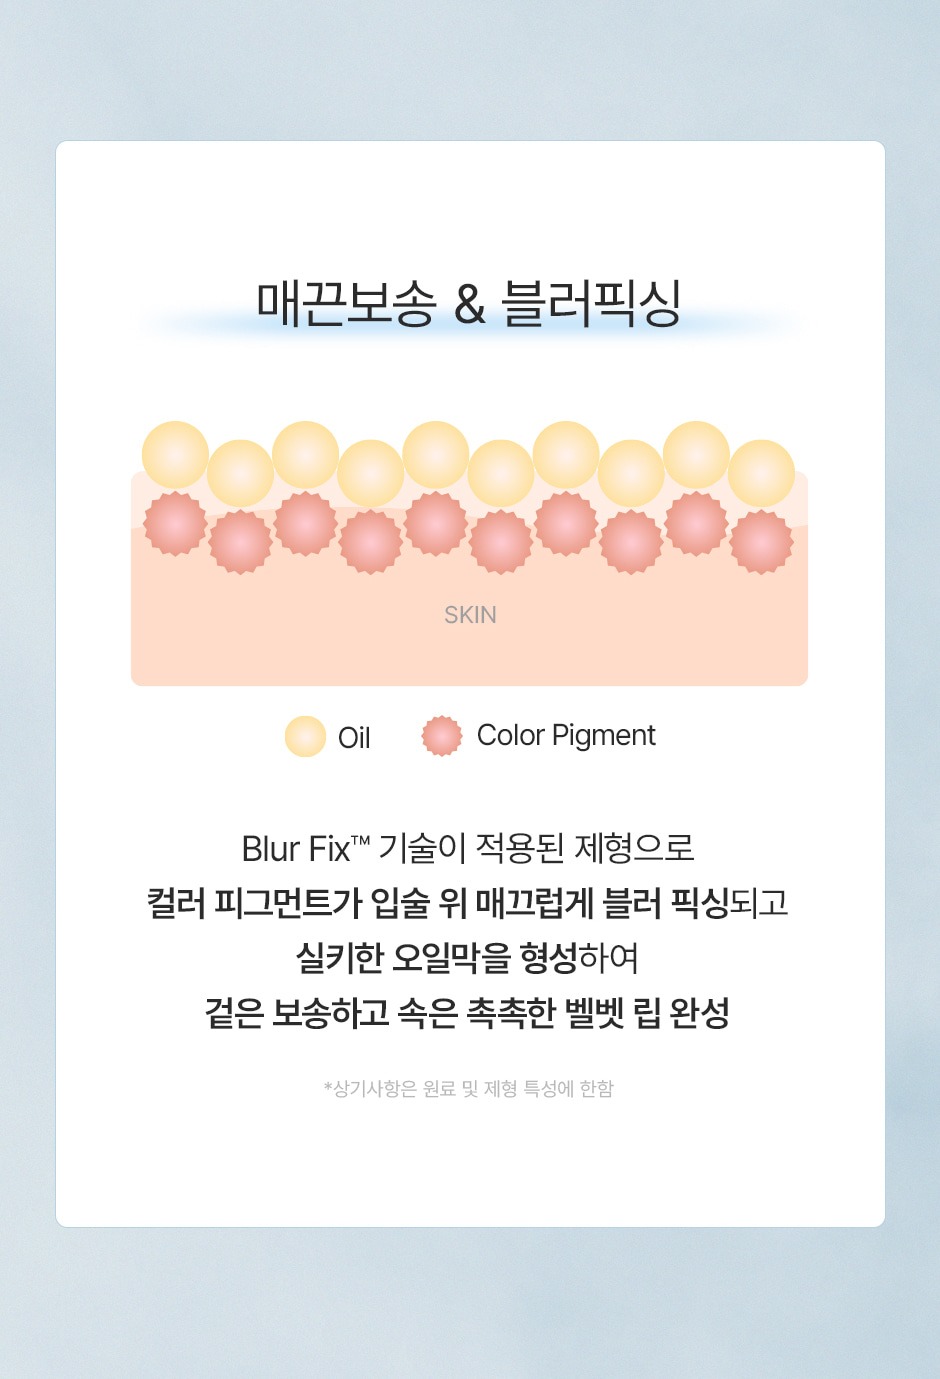 매끈보송 & 블러픽싱
SKIN
Oil
Color Pigment
Blur Fix™ 기술이 적용된 제형으로
컬러 피그먼트가 입술 위 매끄럽게 블러 픽싱되고
실키한 오일막을 형성하여
겉은 보송하고 속은 촉촉한 벨벳 립 완성
*상기사항은 원료 및 제형 특성에 한함